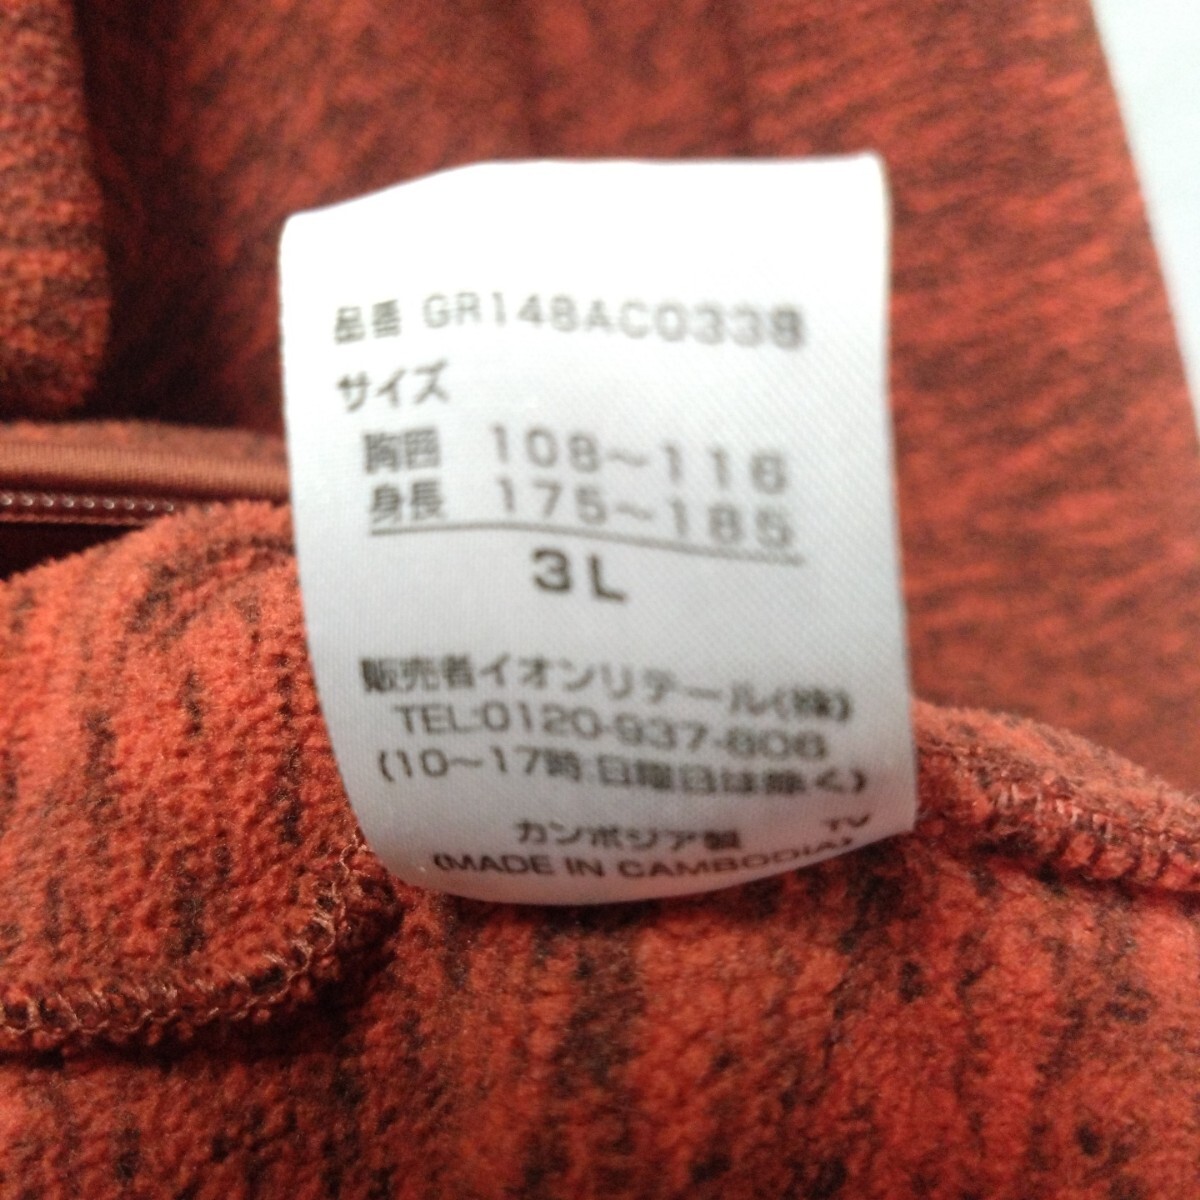 品番 GR148AC0338
サイズ
胸囲 108～116
身長 175～185
3L
販売者イオンリテール(株)
TEL:0120-937-808
(10～17時:日曜日は除く)
カンボジア製 TV
(MADE IN CAMBODIA)